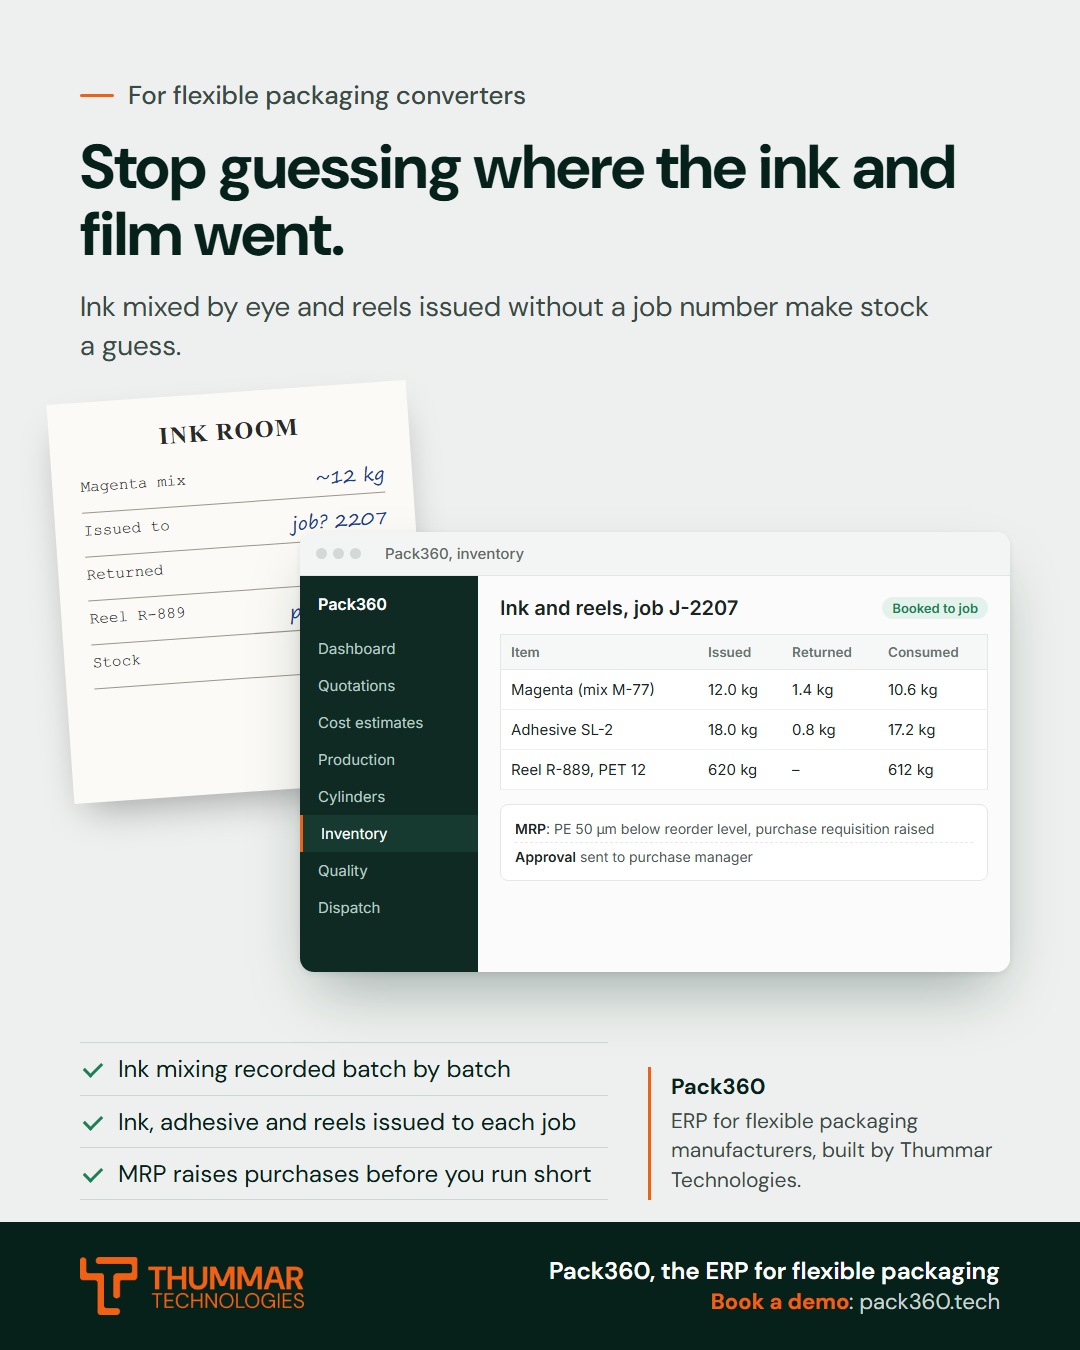 For flexible packaging converters
Stop guessing where the ink and
film went.
Ink mixed by eye and reels issued without a job number make stock
a guess.
INK ROOM
Magenta mix ~12 kg
Issued to job? 2207
Returned
Reel R-889
Stock
Pack360, inventory
Pack360
Dashboard
Quotations
Cost estimates
Production
Cylinders
Inventory
Quality
Dispatch
Ink and reels, job J-2207 Booked to job
Item Issued Returned Consumed
Magenta (mix M-77) 12.0 kg 1.4 kg 10.6 kg
Adhesive SL-2 18.0 kg 0.8 kg 17.2 kg
Reel R-889, PET 12 620 kg – 612 kg
MRP: PE 50 µm below reorder level, purchase requisition raised
Approval sent to purchase manager
Ink mixing recorded batch by batch
Ink, adhesive and reels issued to each job
MRP raises purchases before you run short
Pack360
ERP for flexible packaging
manufacturers, built by Thummar
Technologies.
THUMMAR
TECHNOLOGIES
Pack360, the ERP for flexible packaging
Book a demo: pack360.tech